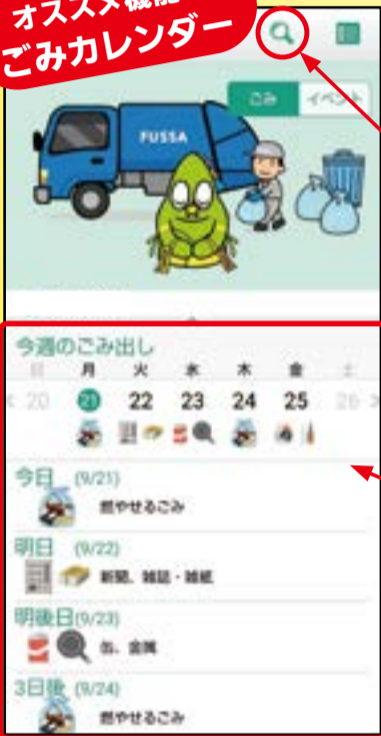 オススメ機能
ごみカレンダー
ごみ イベント
FUSSA
今週のごみ出し
日 月 火 水 木 金 土
< 20 21 22 23 24 25 26 >
今日 (9/21)
燃やせるごみ
明日 (9/22)
新聞、雑誌・雑紙
明後日(9/23)
缶、金属
3日後 (9/24)
燃やせるごみ